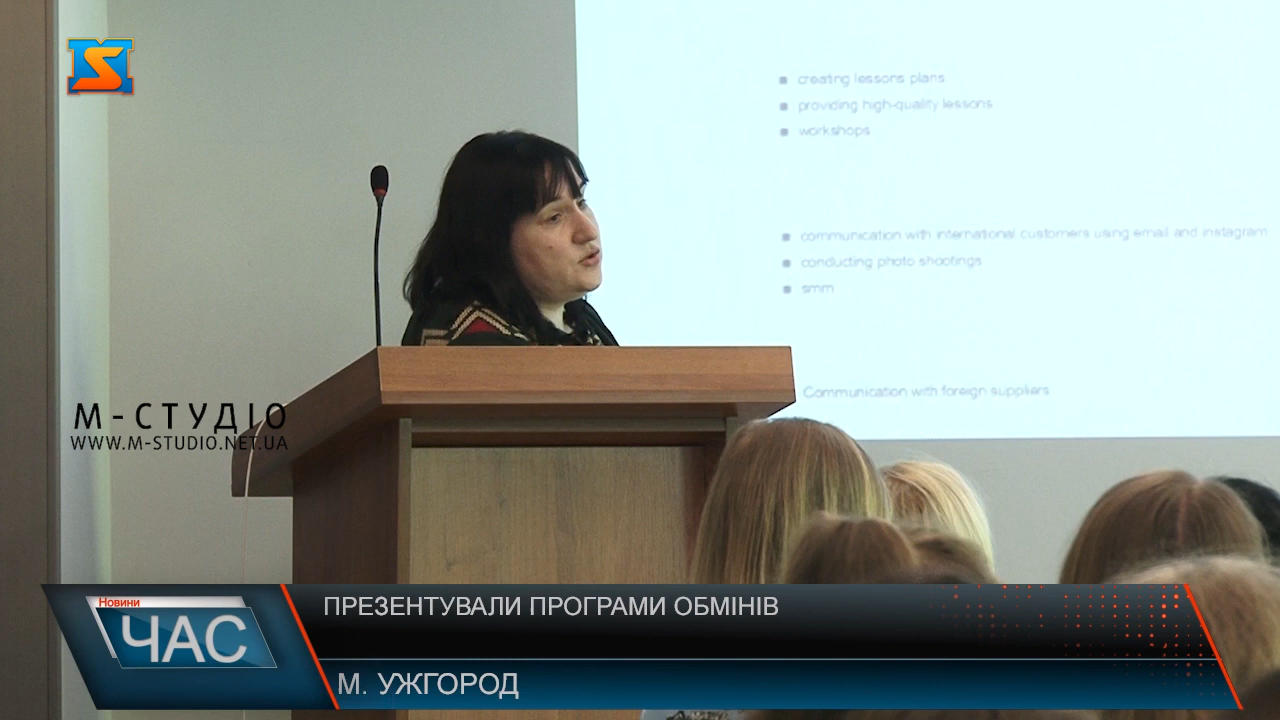 creating lessons plans
providing high-quality lessons
workshops
communication with international customers using email and instagram
conducting photo shootings
smm
Communication with foreign suppliers
М-СТУДІО
WWW.M-STUDIO.NET.UA
Новини
ЧАС
ПРЕЗЕНТУВАЛИ ПРОГРАМИ ОБМІНІВ
М. УЖГОРОД